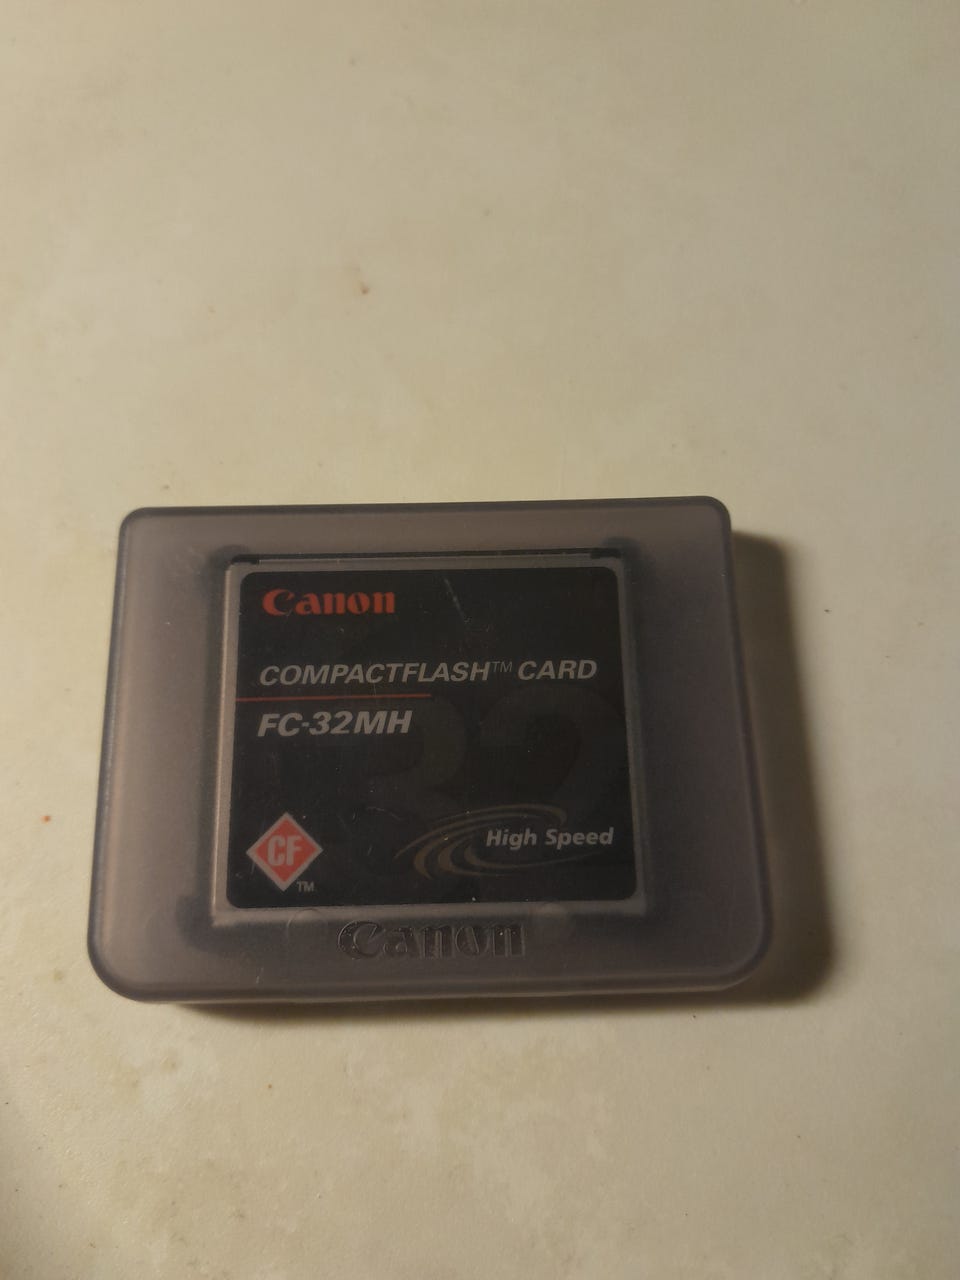 Canon
COMPACTFLASH™ CARD
FC-32MH
32
High Speed
CF
TM
Canon